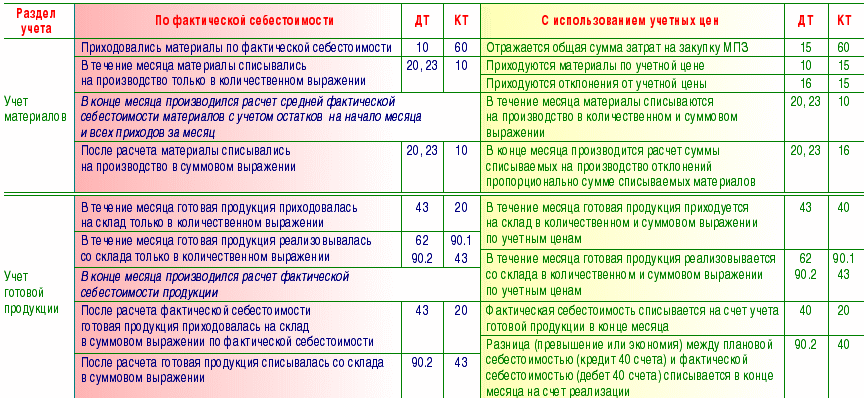 Раздел учета
По фактической себестоимости
ДТ
КТ
С использованием учетных цен
ДТ
КТ
Учет материалов
Приходовались материалы по фактической себестоимости
10
60
В течение месяца материалы списывались
на производство только в количественном выражении
20, 23
10
В конце месяца производился расчет средней фактической
себестоимости материалов с учетом остатков на начало месяца
и всех приходов за месяц
После расчета материалы списывались
на производство в суммовом выражении
20, 23
10
Отражается общая сумма затрат на закупку МПЗ
15
60
Приходуются материалы по учетной цене
10
15
Приходуются отклонения от учетной цены
16
15
В течение месяца материалы списываются
на производство в количественном и суммовом
выражении
20, 23
10
В конце месяца производится расчет суммы
списываемых на производство отклонений
пропорционально сумме списываемых материалов
20, 23
16
Учет
готовой
продукции
В течение месяца готовая продукция приходовалась
на склад только в количественном выражении
43
20
В течение месяца готовая продукция реализовывалась
со склада только в количественном выражении
62
90.1
90.2
43
В конце месяца производился расчет фактической
себестоимости продукции
После расчета фактической себестоимости
готовая продукция приходовалась на склад
в суммовом выражении по фактической себестоимости
43
20
После расчета готовая продукция списывалась со склада
в суммовом выражении
90.2
43
В течение месяца готовая продукция приходуется
на склад в количественном и суммовом выражении
по учетным ценам
43
40
В течение месяца готовая продукция реализовывается
со склада в количественном и суммовом выражении
по учетным ценам
62
90.1
90.2
43
Фактическая себестоимость списывается на счет учета
готовой продукции в конце месяца
40
20
Разница (превышение или экономия) между плановой
себестоимостью (кредит 40 счета) и фактической
себестоимостью (дебет 40 счета) списывается в конце
месяца на счет реализации
90.2
40